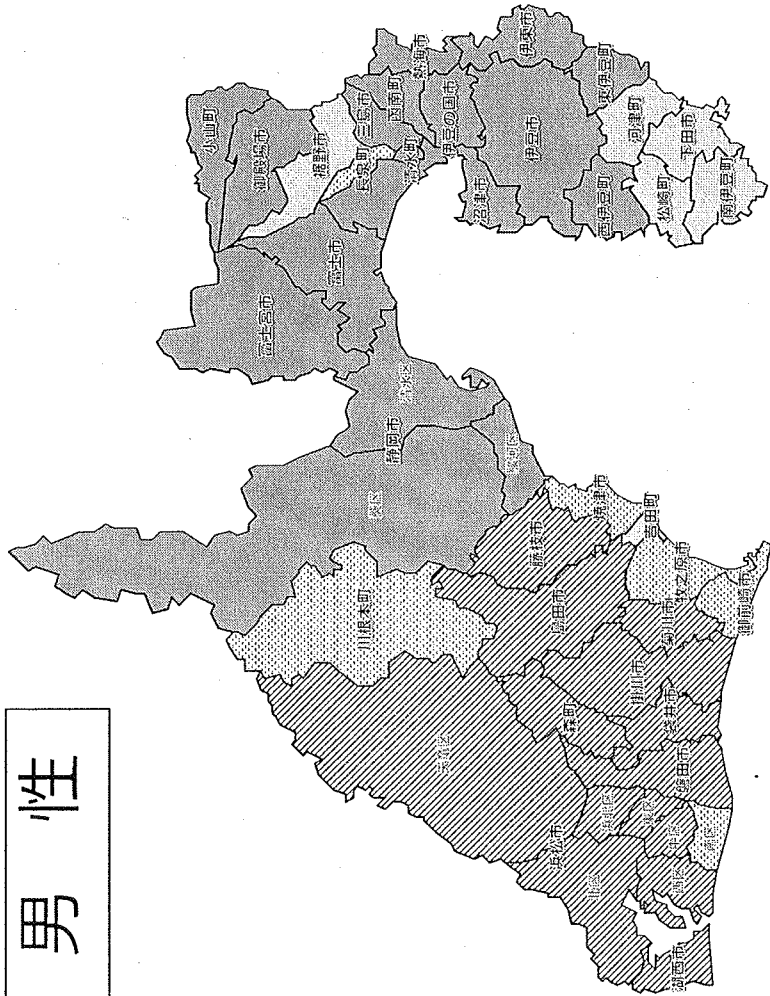 男性
小山町
御殿場市
裾野市
富士宮市
富士市
長泉町
三島市
清水町
函南町
熱海市
沼津市
伊豆の国市
伊東市
伊豆市
東伊豆町
西伊豆町
河津町
松崎町
下田市
南伊豆町
静岡市
清水区
葵区
駿河区
川根本町
藤枝市
焼津市
島田市
吉田町
牧之原市
御前崎市
菊川市
掛川市
森町
袋井市
磐田市
天竜区
浜松市
浜北区
北区
東区
中区
西区
南区
湖西市